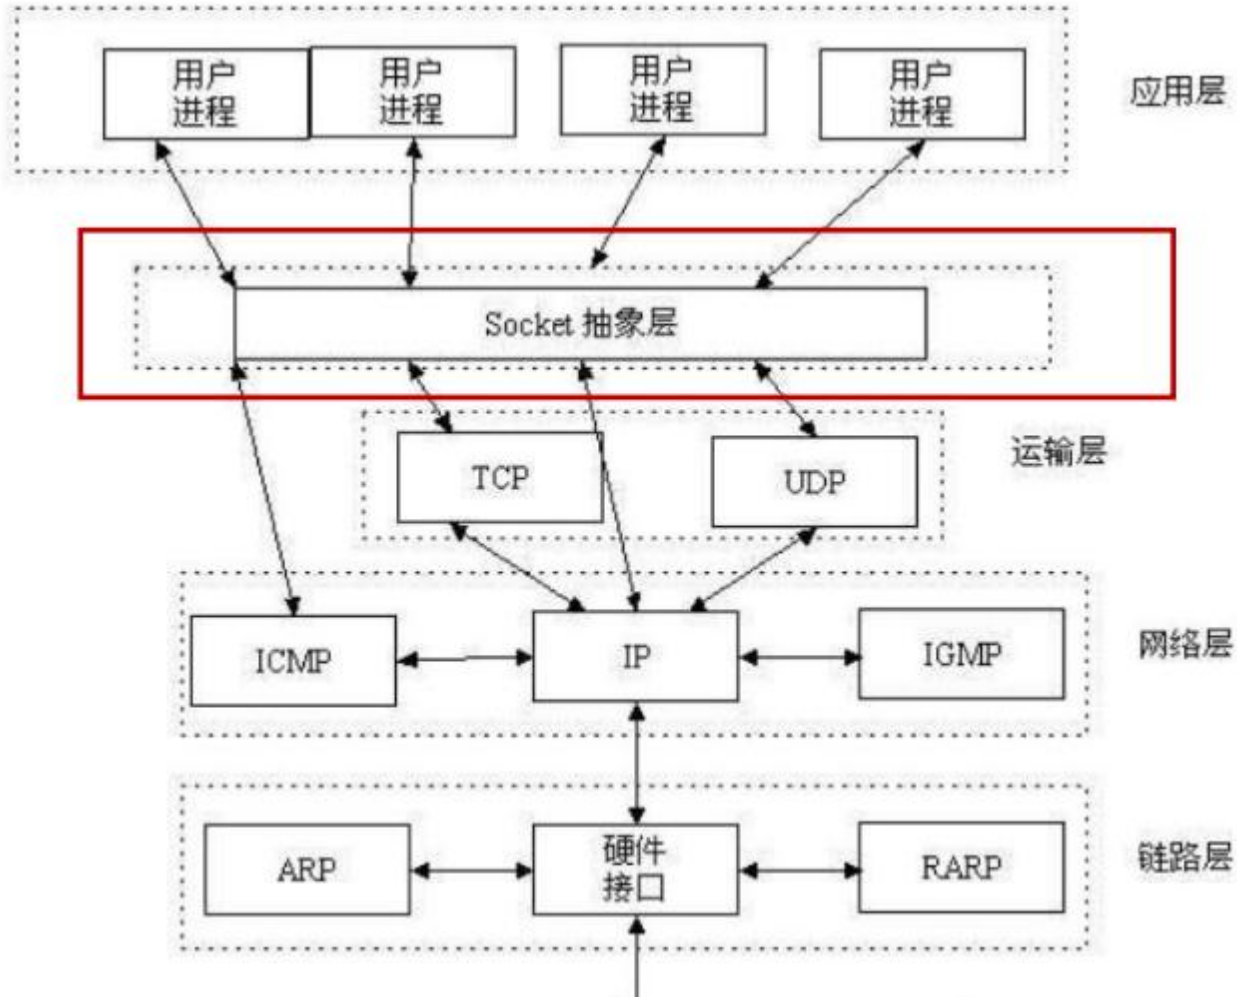 用户
进程
用户
进程
用户
进程
用户
进程
应用层
Socket 抽象层
运输层
TCP
UDP
网络层
ICMP
IP
IGMP
链路层
ARP
硬件
接口
RARP